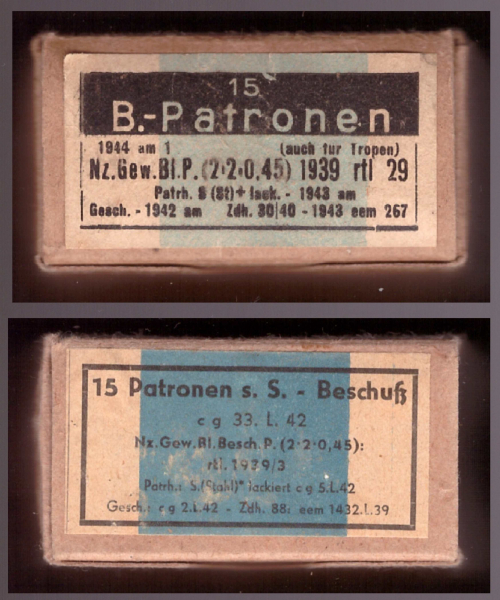 15
B.-Patronen
1944 am 1 (auch fur Tropen)
Nz.Gew.Bl.P. (2·2·0,45) 1939 rtl 29
Patrh. S (St)+ lack. - 1943 am
Gesch. - 1942 am Zdh. 30/40 - 1943 eem 267
15 Patronen s. S. - Beschuß
c g 33. L. 42
Nz.Gew.Bl.Besch.P. (2·2·0,45):
rtl. 1939/3
Patrh.: S.(Stahl)* lackiert c g 5.L.42
Gesch.: c g 2.L.42 - Zdh. 88: eem 1432.L.39